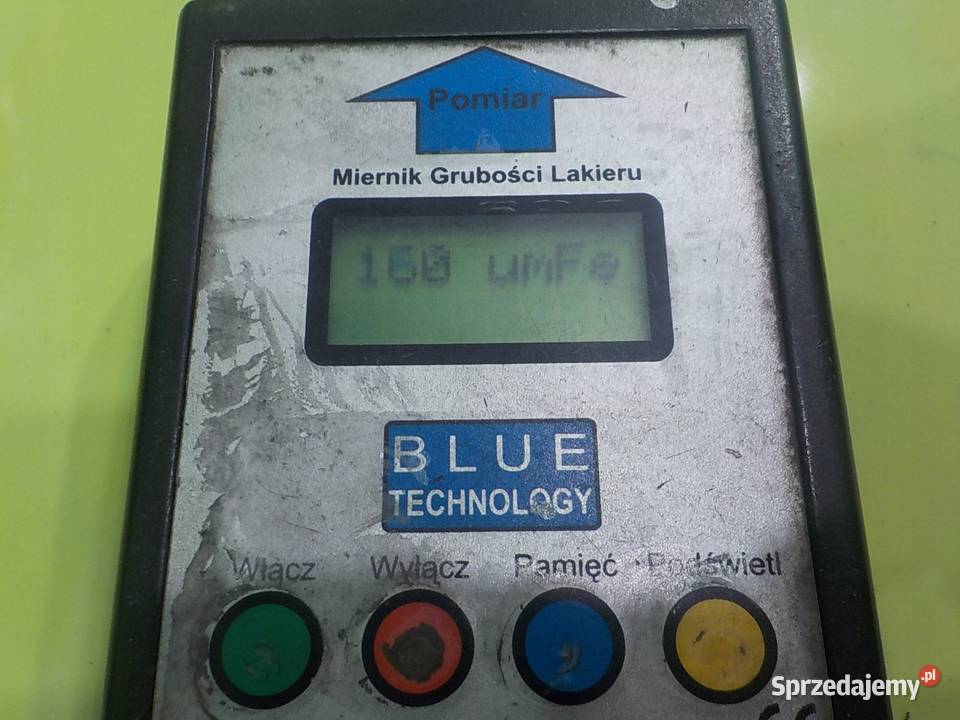 Pomiar
Miernik Grubości Lakieru
160 umFe
BLUE
TECHNOLOGY
Włącz Wyłącz Pamięć Podświetl
Sprzedajemy.pl